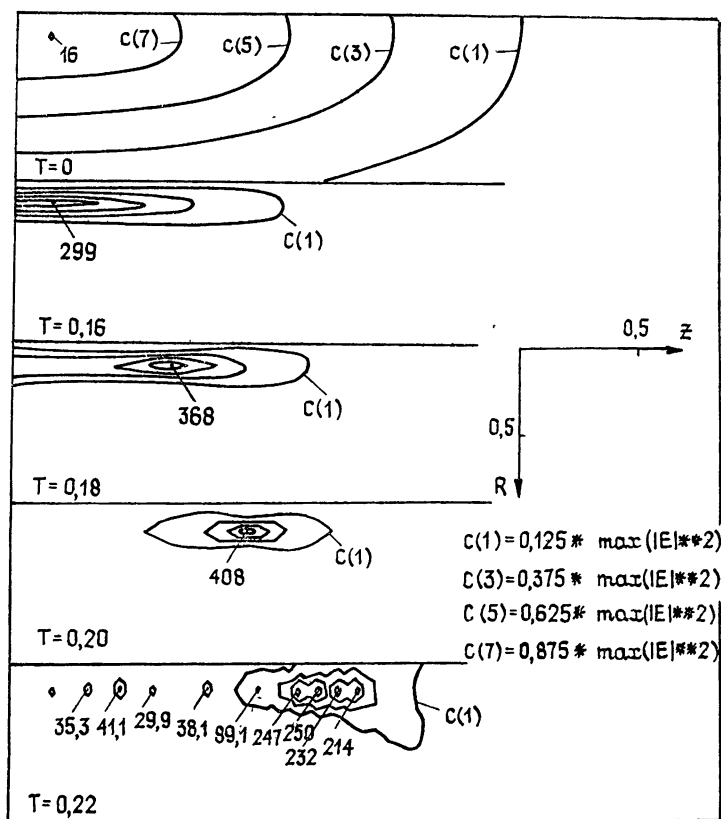 16
C(7)
C(5)
C(3)
C(1)
T=0
299
C(1)
T=0,16
368
C(1)
0,5
z
0,5
R
T=0,18
408
C(1)
T=0,20
C(1)=0,125* max(|E|**2)
C(3)=0,375* max(|E|**2)
C(5)=0,625* max(|E|**2)
C(7)=0,875* max(|E|**2)
35,3
41,1
29,9
38,1
99,1
247
250
232
214
C(1)
T=0,22